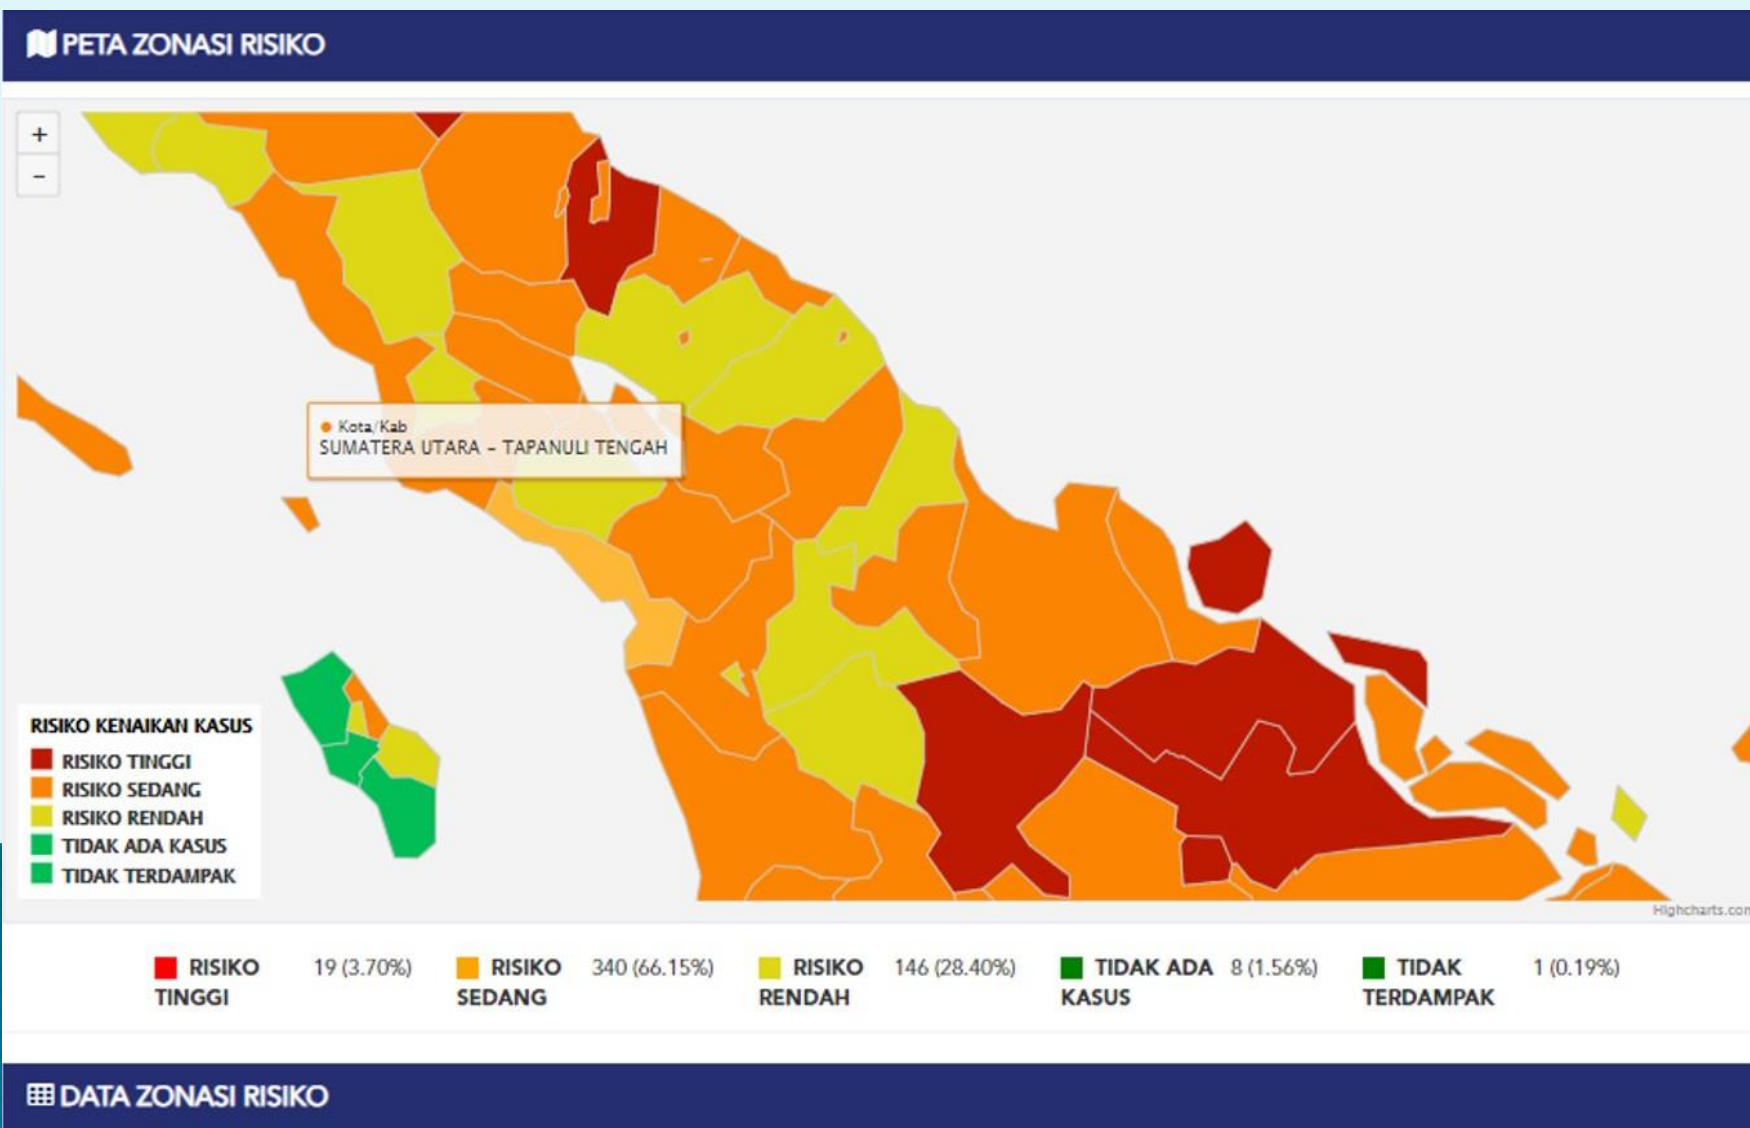 PETA ZONASI RISIKO
+
−
● Kota/Kab
SUMATERA UTARA – TAPANULI TENGAH
RISIKO KENAIKAN KASUS
RISIKO TINGGI
RISIKO SEDANG
RISIKO RENDAH
TIDAK ADA KASUS
TIDAK TERDAMPAK
Highcharts.com
RISIKO TINGGI 19 (3.70%)
RISIKO SEDANG 340 (66.15%)
RISIKO RENDAH 146 (28.40%)
TIDAK ADA KASUS 8 (1.56%)
TIDAK TERDAMPAK 1 (0.19%)
DATA ZONASI RISIKO